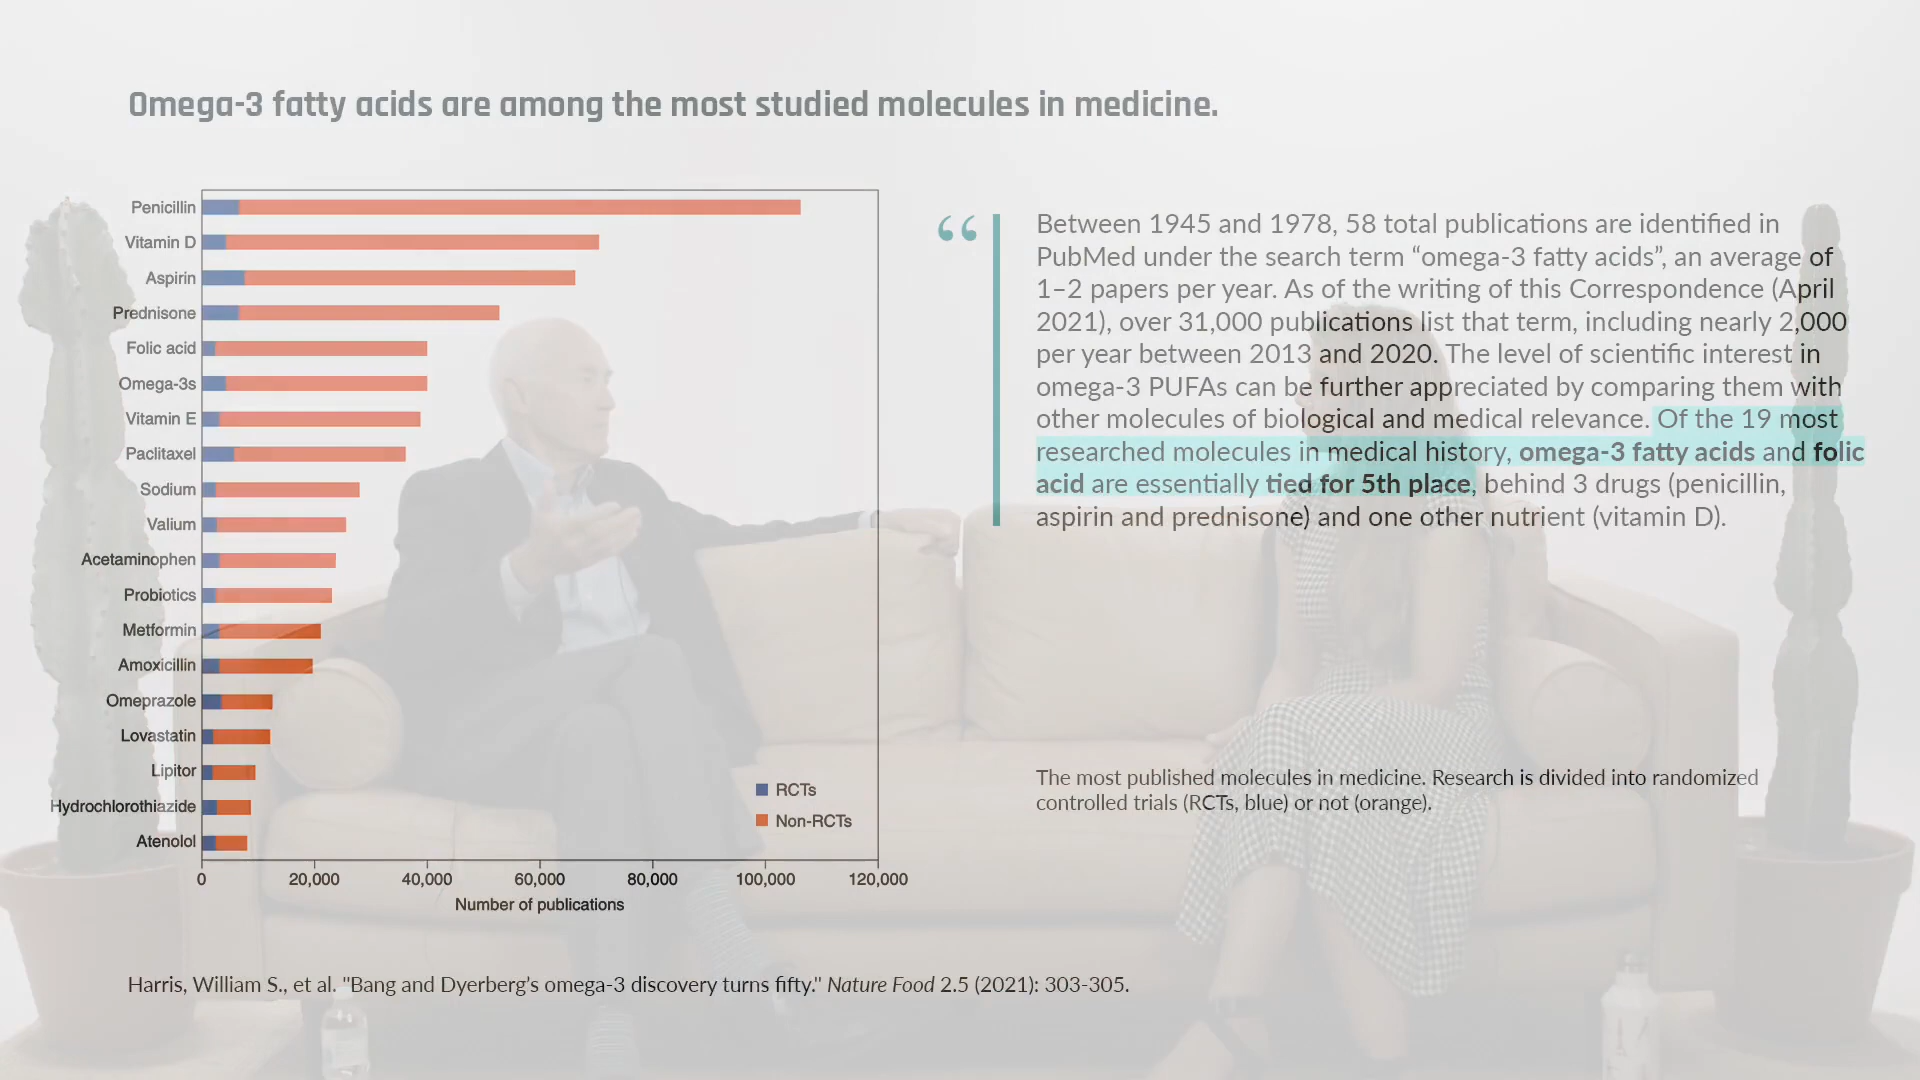 Omega-3 fatty acids are among the most studied molecules in medicine.
Penicillin
Vitamin D
Aspirin
Prednisone
Folic acid
Omega-3s
Vitamin E
Paclitaxel
Sodium
Valium
Acetaminophen
Probiotics
Metformin
Amoxicillin
Omeprazole
Lovastatin
Lipitor
Hydrochlorothiazide
Atenolol
RCTs
Non-RCTs
0 20,000 40,000 60,000 80,000 100,000 120,000
Number of publications
“
Between 1945 and 1978, 58 total publications are identified in
PubMed under the search term “omega-3 fatty acids”, an average of
1–2 papers per year. As of the writing of this Correspondence (April
2021), over 31,000 publications list that term, including nearly 2,000
per year between 2013 and 2020. The level of scientific interest in
omega-3 PUFAs can be further appreciated by comparing them with
other molecules of biological and medical relevance. Of the 19 most
researched molecules in medical history, omega-3 fatty acids and folic
acid are essentially tied for 5th place, behind 3 drugs (penicillin,
aspirin and prednisone) and one other nutrient (vitamin D).
The most published molecules in medicine. Research is divided into randomized
controlled trials (RCTs, blue) or not (orange).
Harris, William S., et al. "Bang and Dyerberg’s omega-3 discovery turns fifty." Nature Food 2.5 (2021): 303-305.